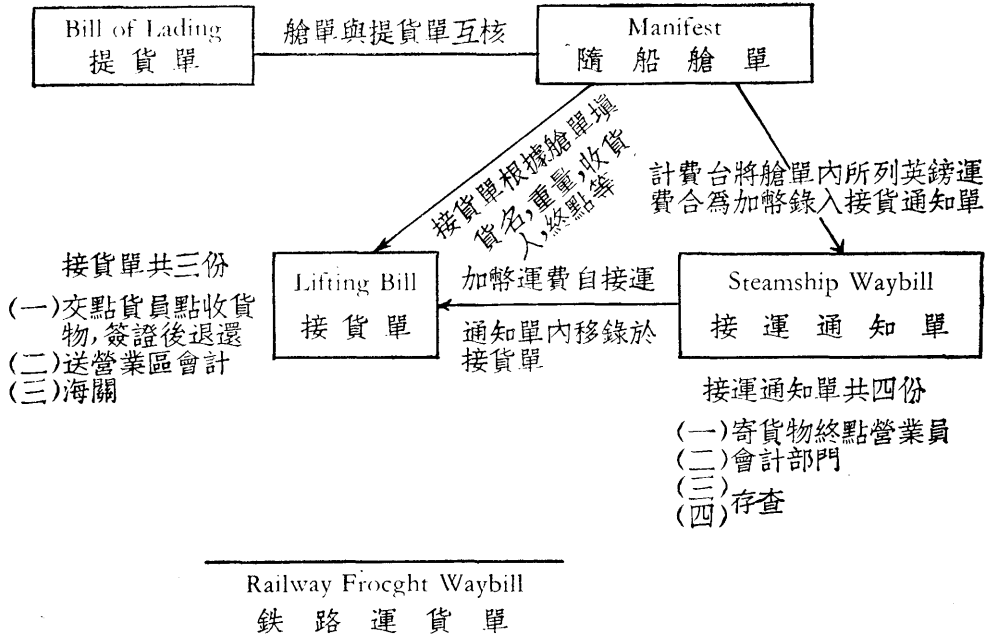 Bill of Lading
提貨單
艙單與提貨單互核
Manifest
隨船艙單
接貨單根據艙單塡
貨名,重量,收貨
人,終點等
計費台將艙單內所列英鎊運
費合爲加幣錄入接貨通知單
接貨單共三份
(一)交點貨員點收貨
物,簽證後退還
(二)送營業區會計
(三)海關
Lifting Bill
接貨單
加幣運費自接運
通知單內移錄於
接貨單
Steamship Waybill
接運通知單
接運通知單共四份
(一)寄貨物終點營業員
(二)會計部門
(三)
(四)存查
Railway Frocght Waybill
鉄路運貨單